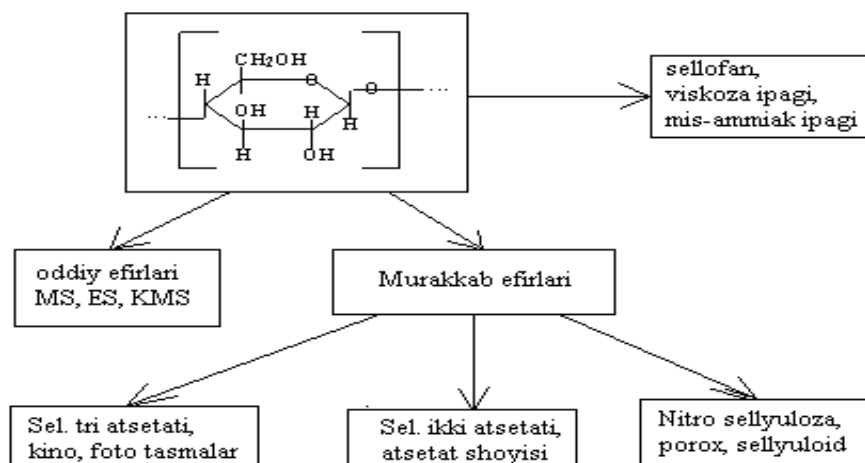 CH₂OH
H
O
O
...
...
OH
H
H
H
OH
sellofan,
viskoza ipagi,
mis-ammiak ipagi
oddiy efirlari
MS, ES, KMS
Murakkab efirlari
Sel. tri atsetati,
kino, foto tasmalar
Sel. ikki atsetati,
atsetat shoyisi
Nitro sellyuloza,
porox, sellyuloid